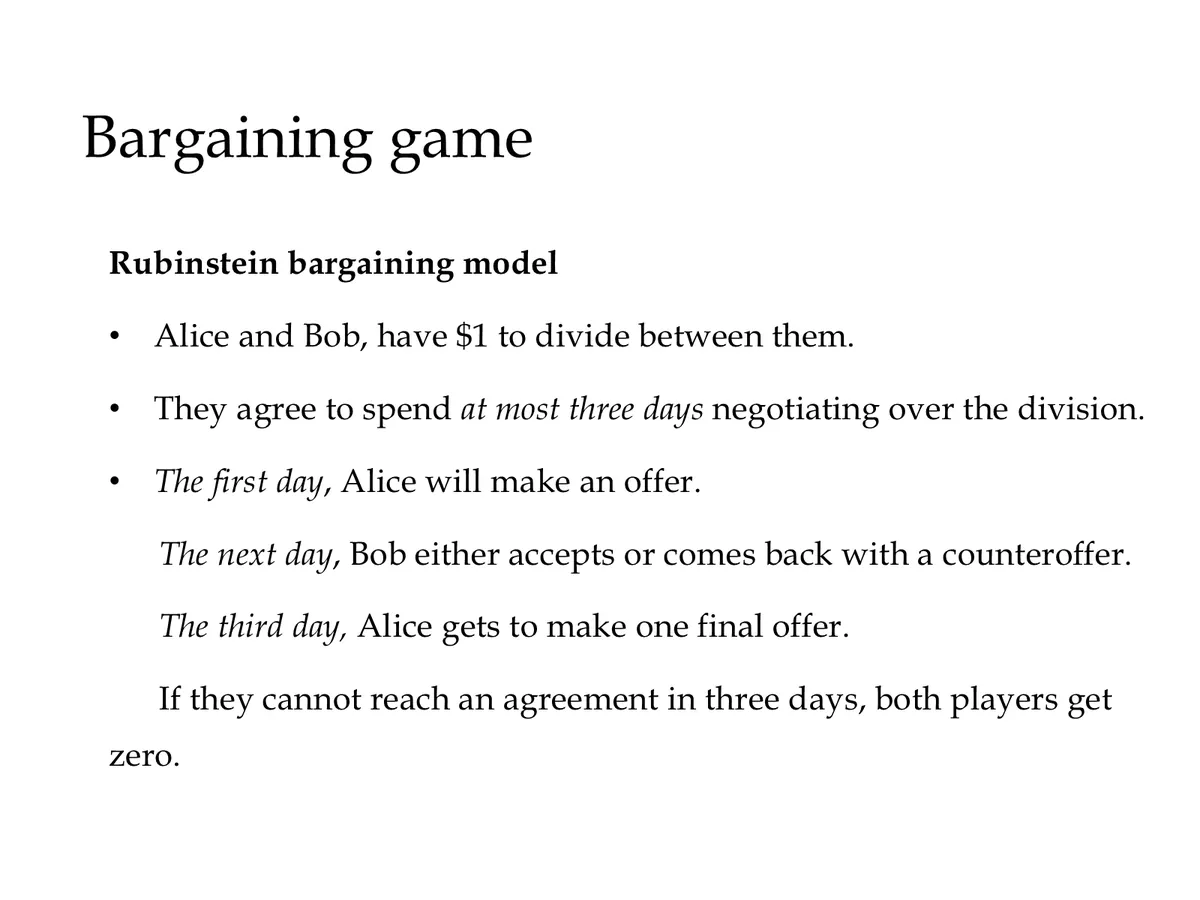 Bargaining game
Rubinstein bargaining model
• Alice and Bob, have $1 to divide between them.
• They agree to spend at most three days negotiating over the division.
• The first day, Alice will make an offer.
The next day, Bob either accepts or comes back with a counteroffer.
The third day, Alice gets to make one final offer.
If they cannot reach an agreement in three days, both players get
zero.